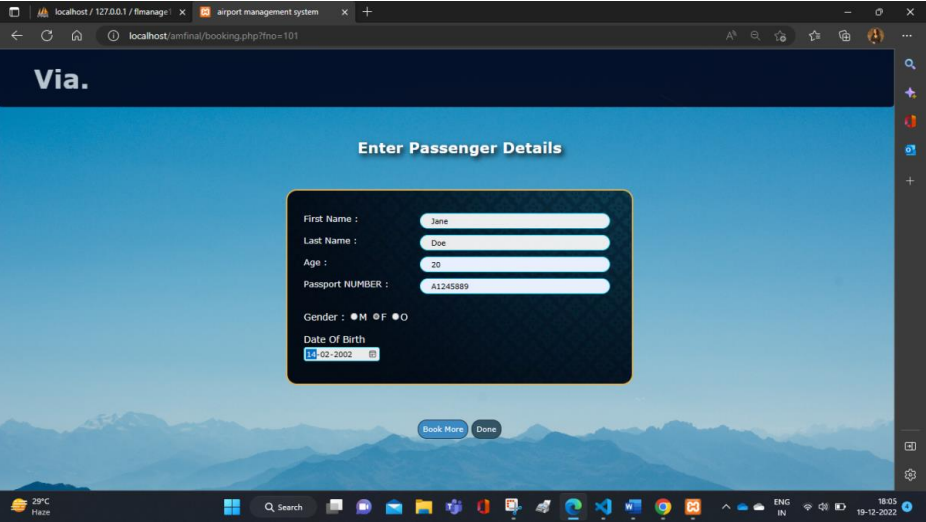 localhost / 127.0.0.1 / flmanage
airport management system
localhost/amfinal/booking.php?fno=101
Via.
Enter Passenger Details
First Name : Jane
Last Name : Doe
Age : 20
Passport NUMBER : A1245889
Gender : M F O
Date Of Birth
14-02-2002
Book More Done
29°C
Haze
Search
ENG
IN
18:05
19-12-2022
4